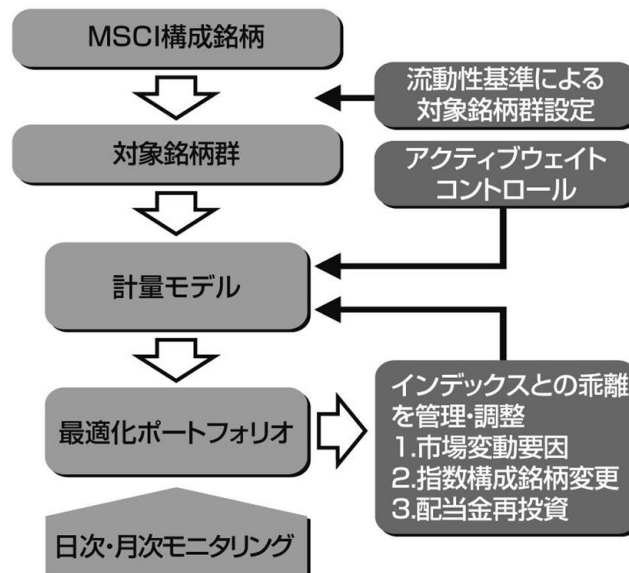 MSCI構成銘柄
流動性基準による
対象銘柄群設定
対象銘柄群
アクティブウェイト
コントロール
計量モデル
最適化ポートフォリオ
インデックスとの乖離
を管理・調整
1.市場変動要因
2.指数構成銘柄変更
3.配当金再投資
日次・月次モニタリング